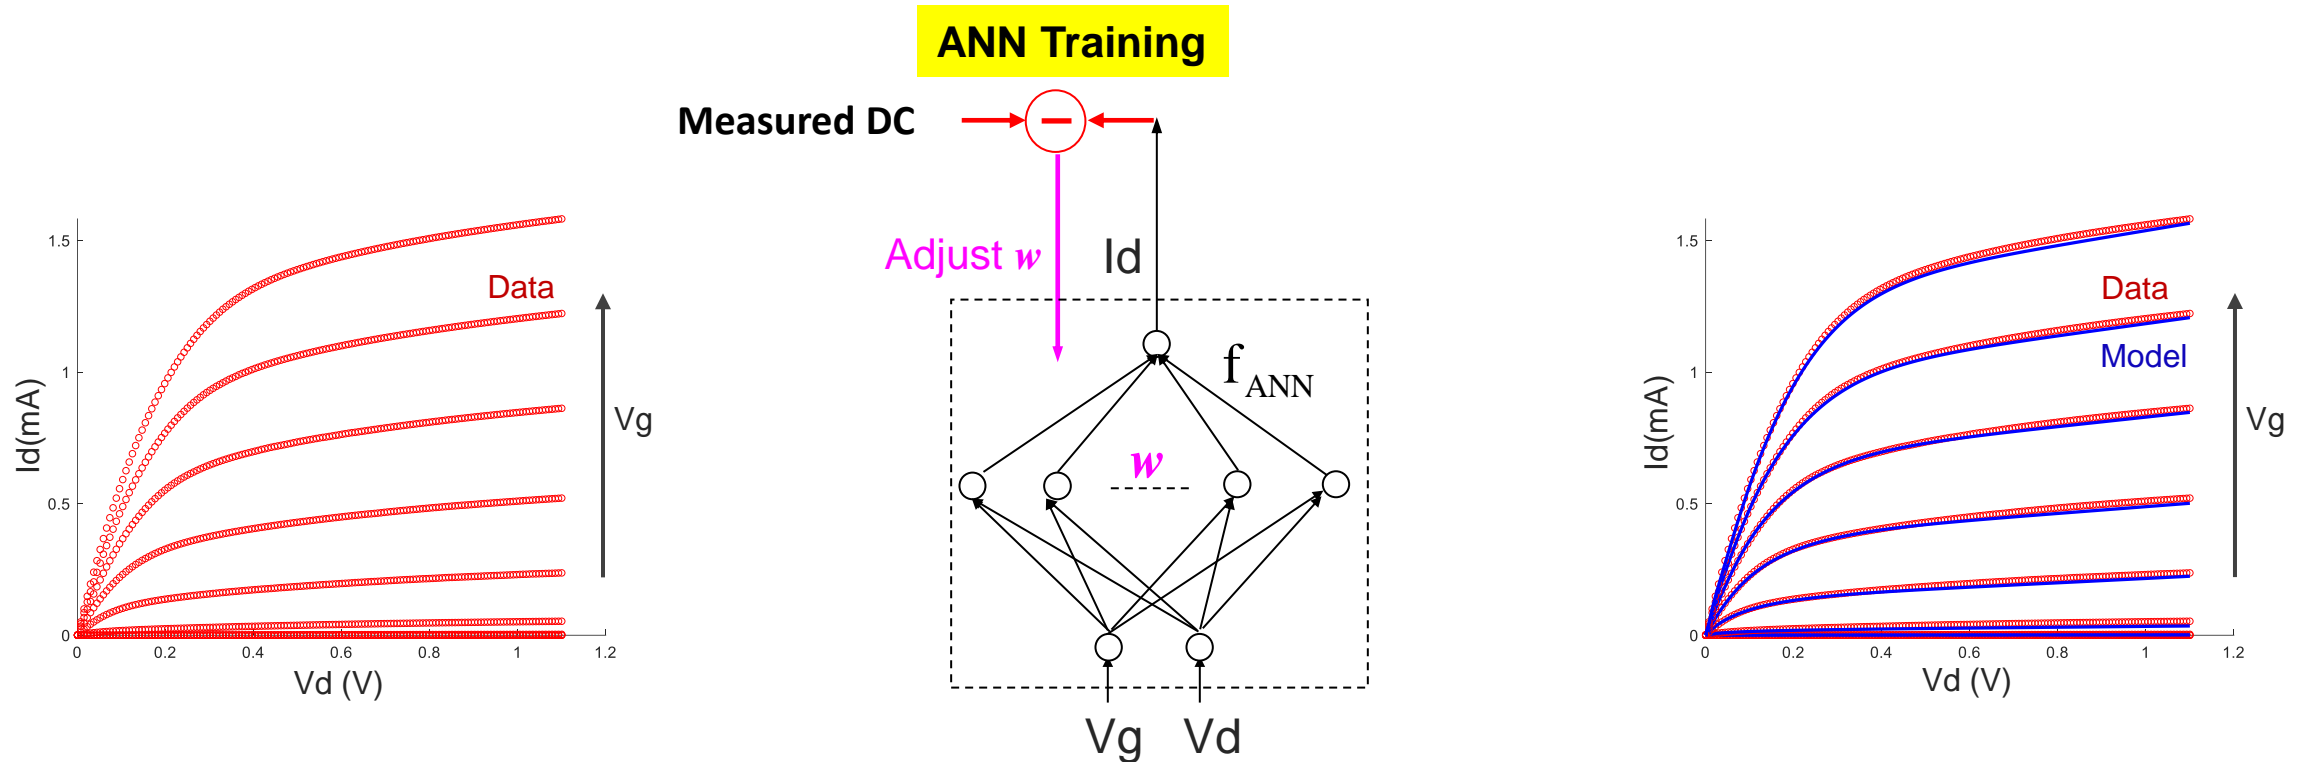 ANN Training
Measured DC
Adjust w
Id
f ANN
w
Vg Vd
1.5
1
0.5
0
0 0.2 0.4 0.6 0.8 1 1.2
Id(mA)
Vd (V)
Data
Vg
1.5
1
0.5
0
0 0.2 0.4 0.6 0.8 1 1.2
Id(mA)
Vd (V)
Data
Model
Vg